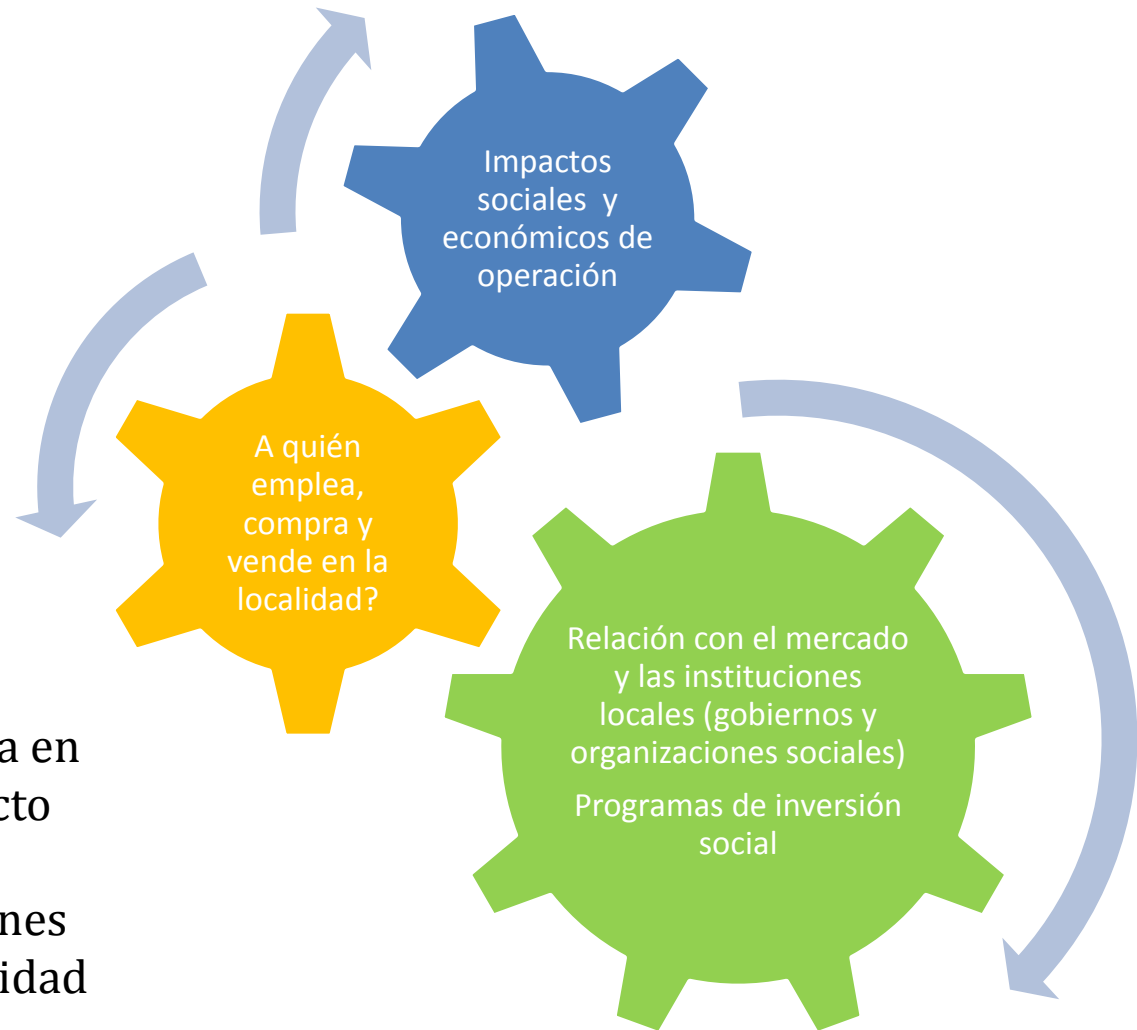 Impactos
sociales y
económicos de
operación
A quién
emplea,
compra y
vende en la
localidad?
Relación con el mercado
y las instituciones
locales (gobiernos y
organizaciones sociales)
Programas de inversión
social
a en
cto
nes
idad